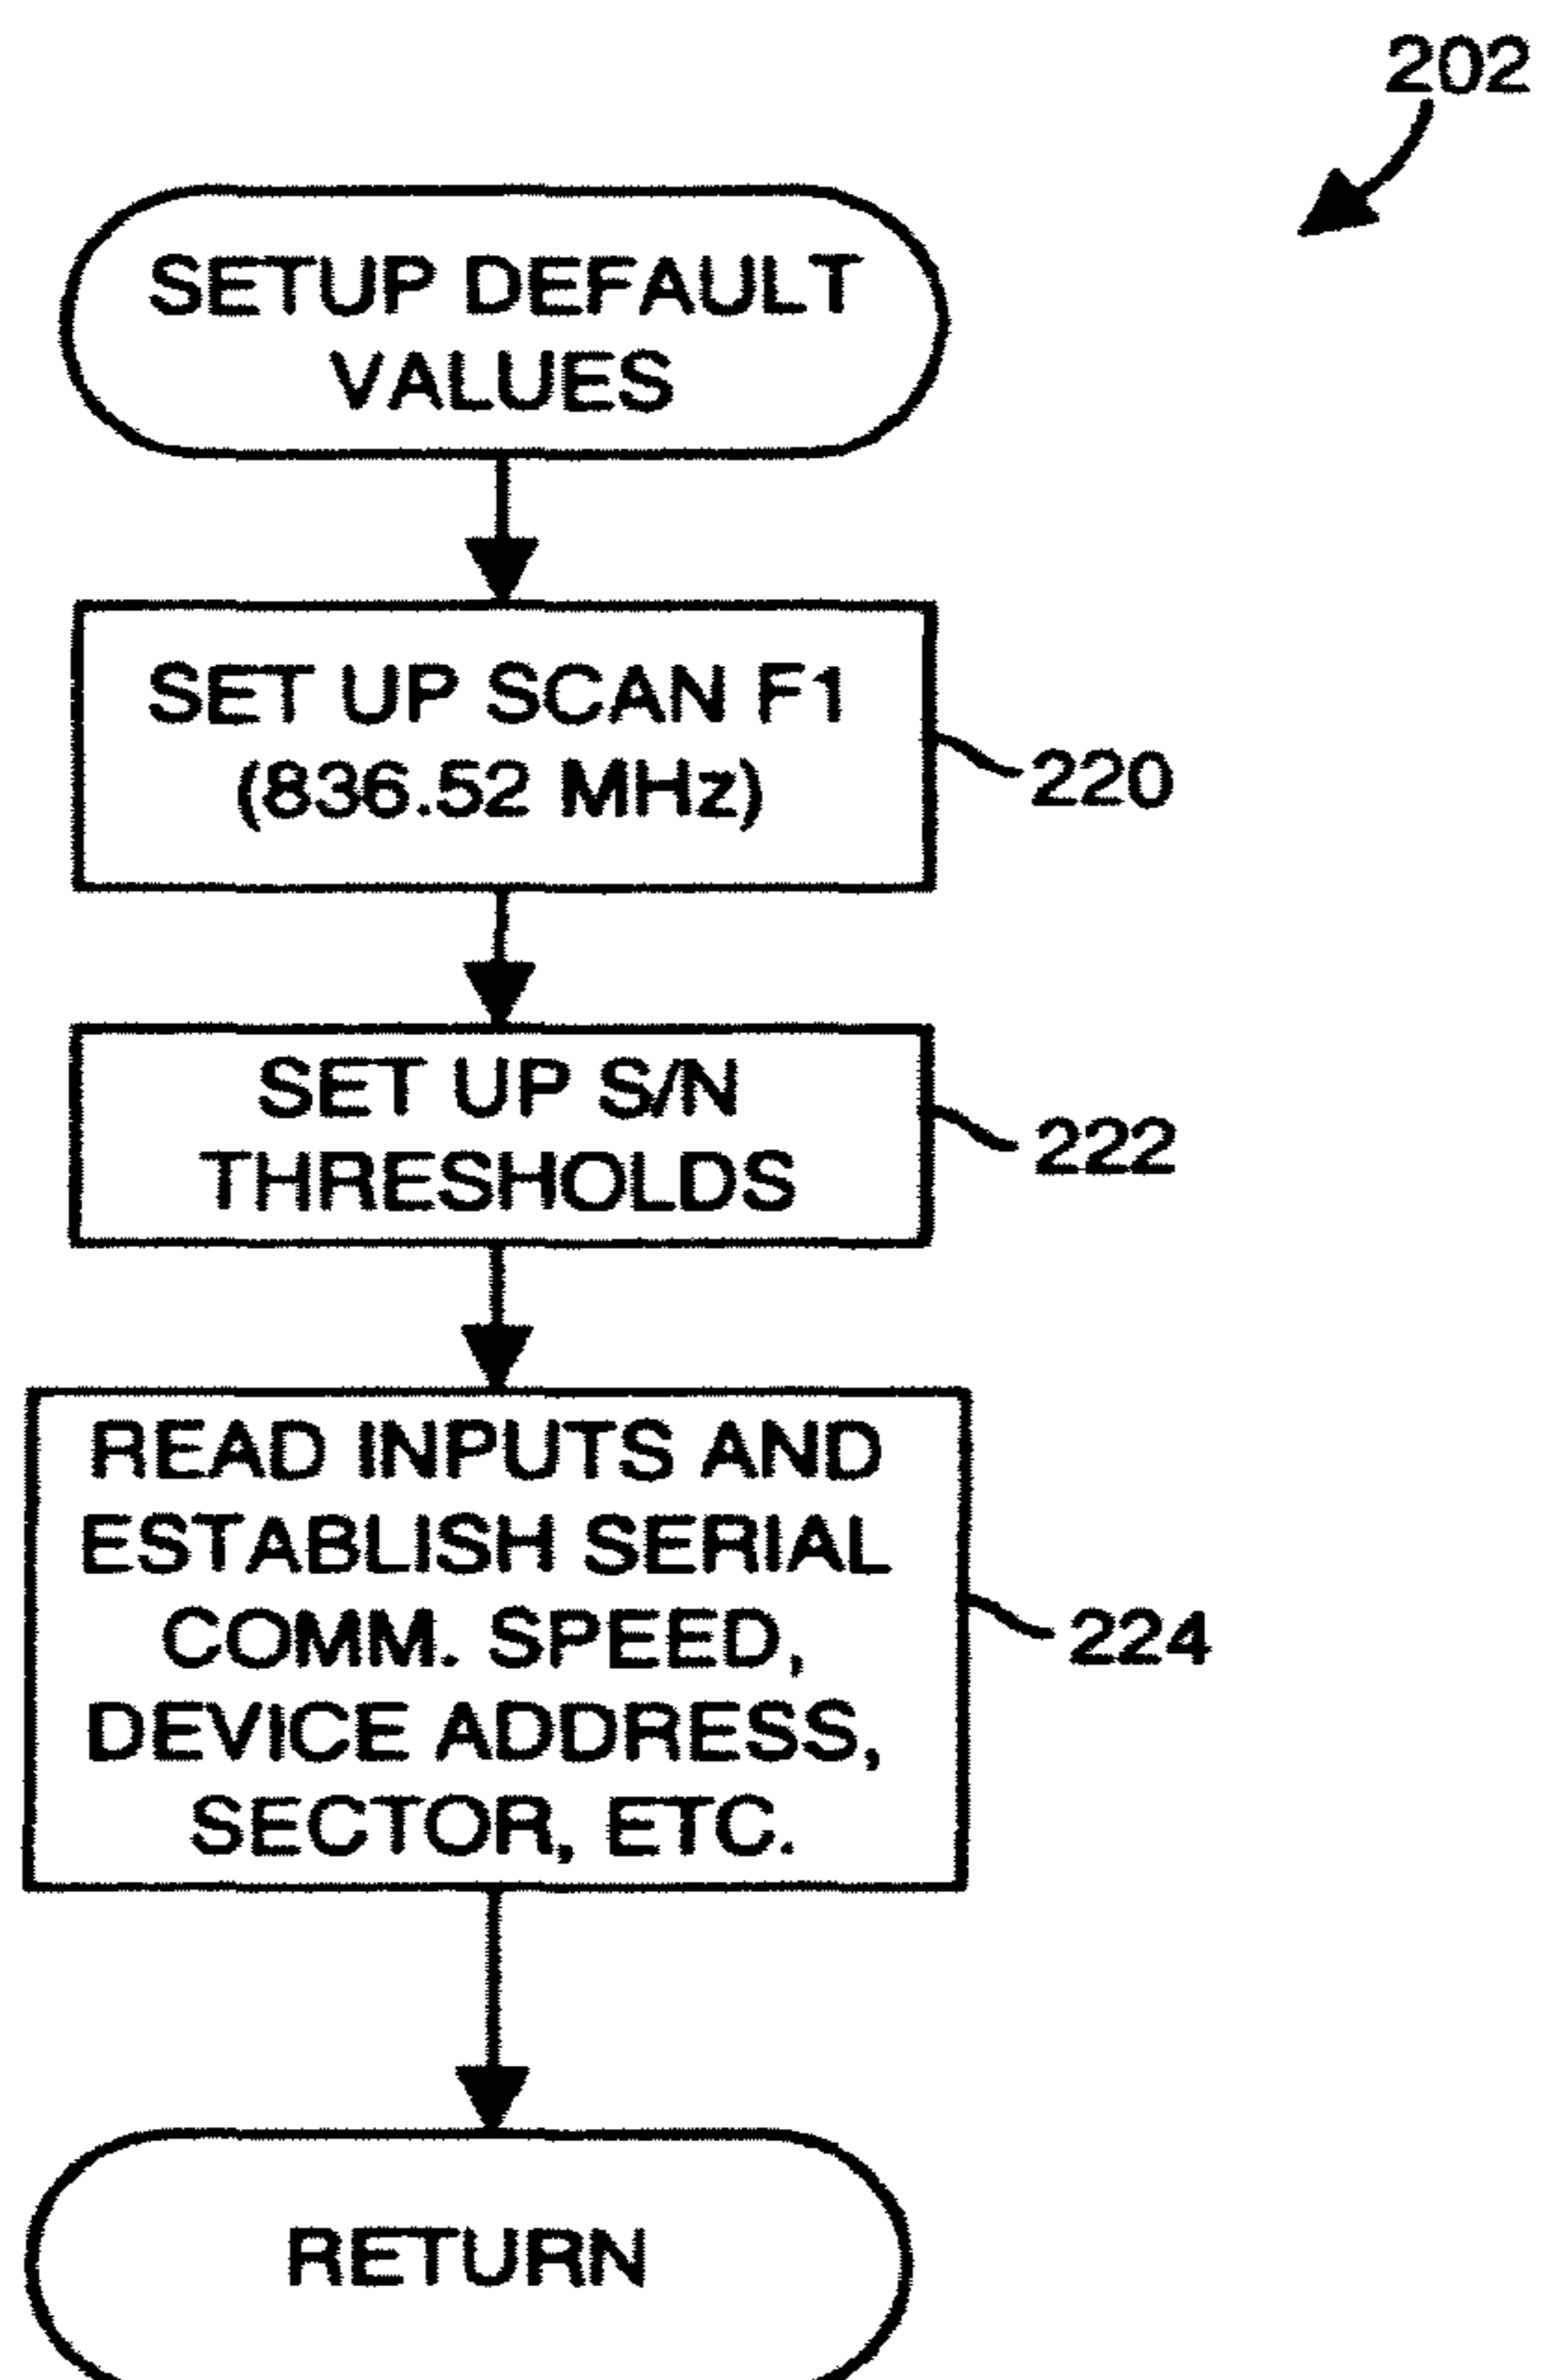 202
SETUP DEFAULT
VALUES
SET UP SCAN F1
(836.52 MHz)
220
SET UP S/N
THRESHOLDS
222
READ INPUTS AND
ESTABLISH SERIAL
COMM. SPEED,
DEVICE ADDRESS,
SECTOR, ETC.
224
RETURN